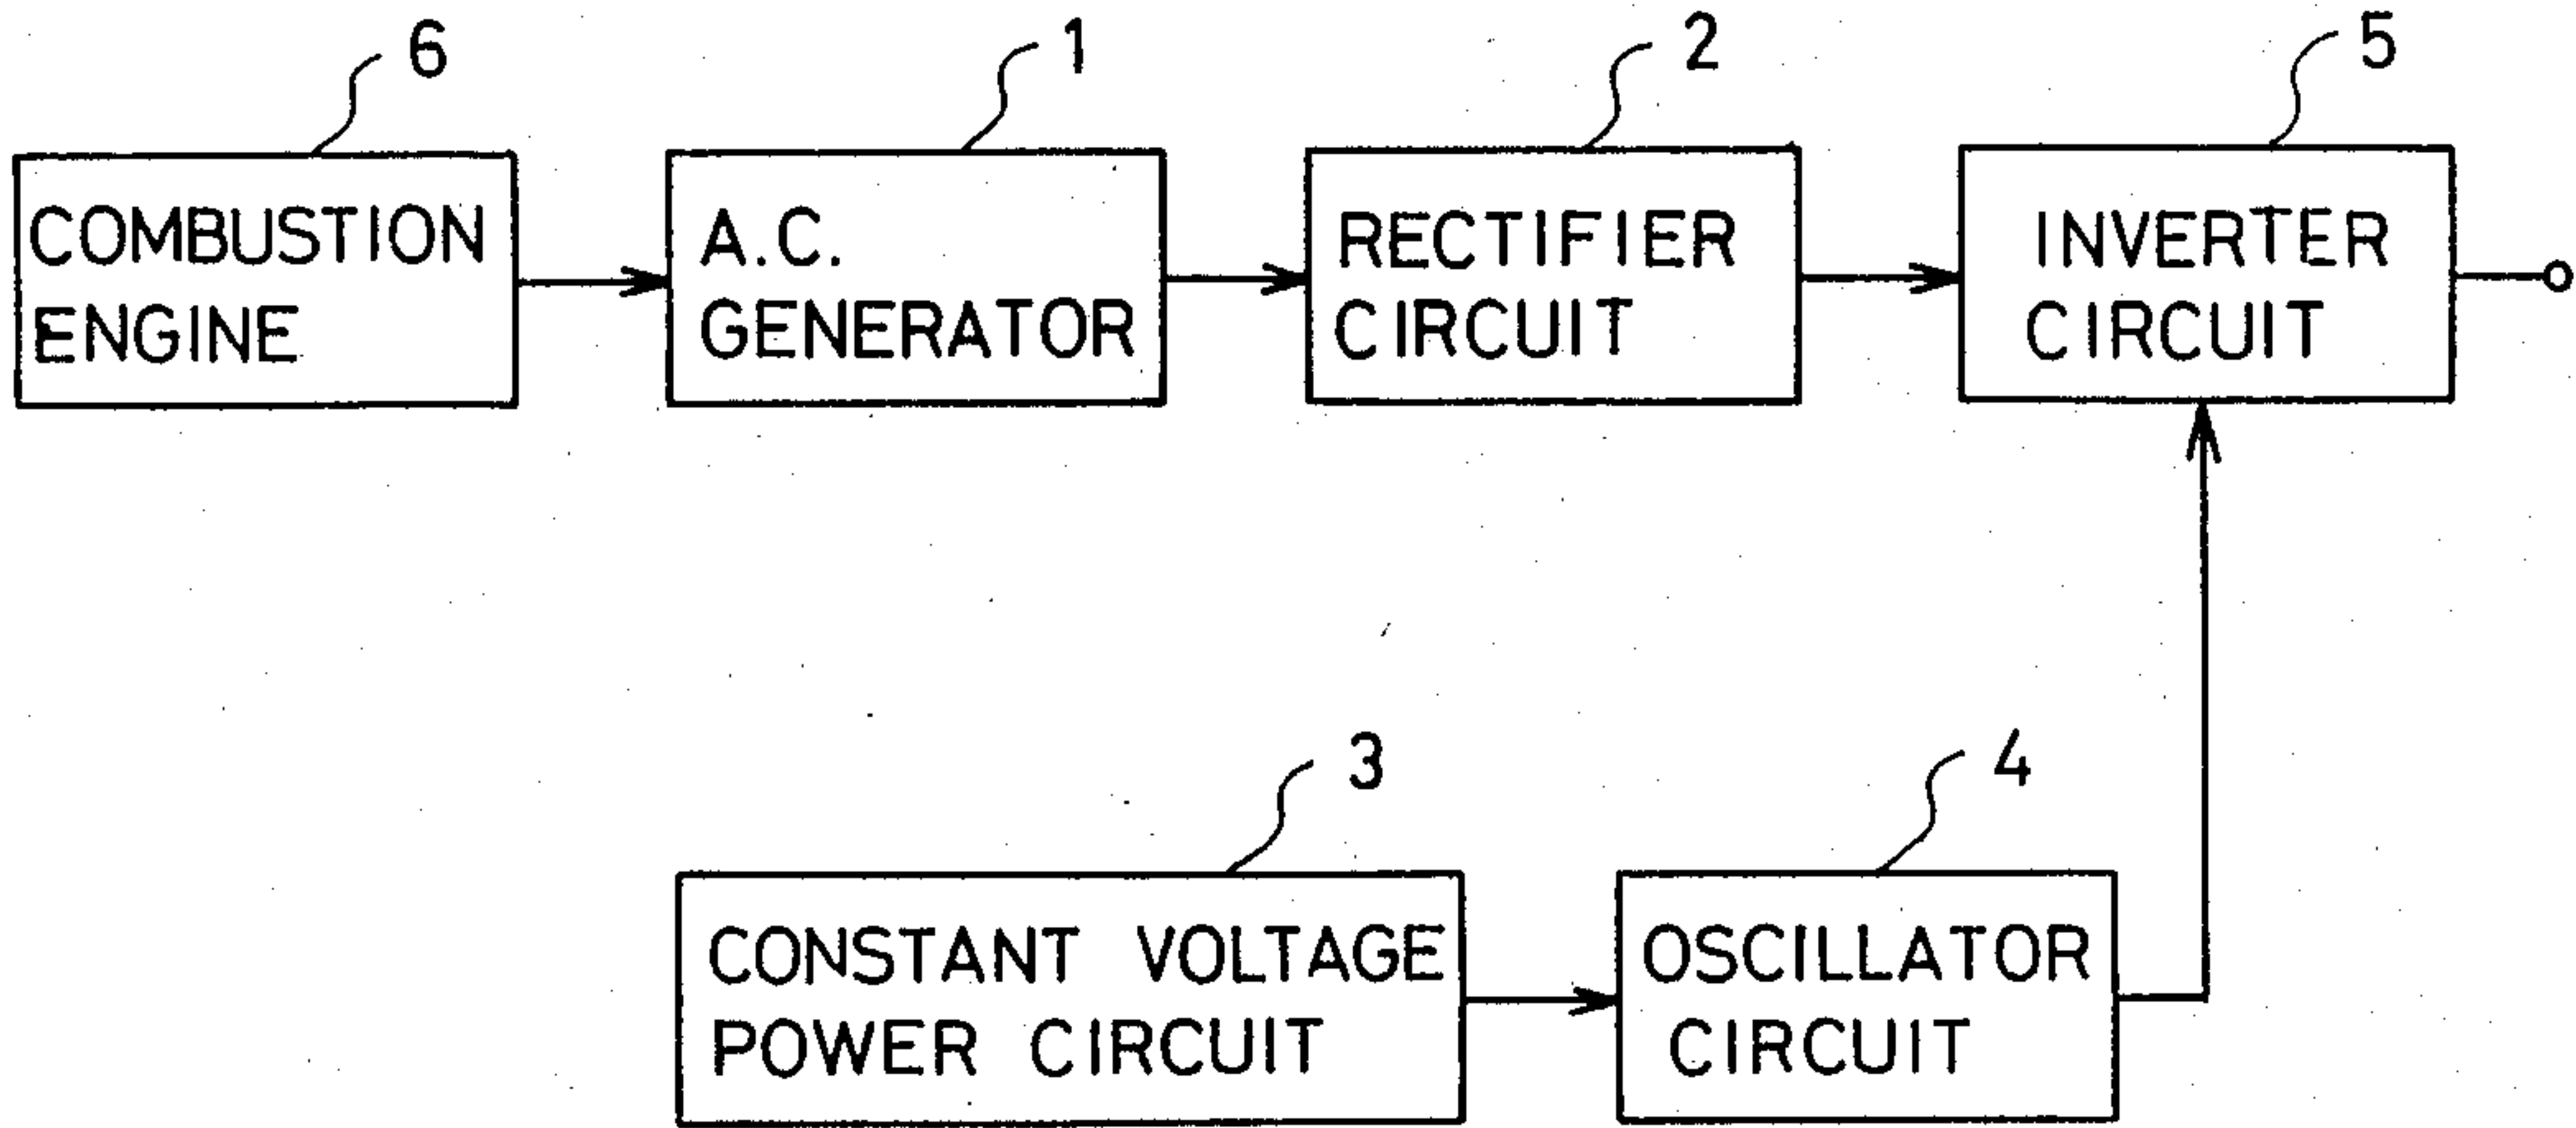 6
1
2
5
COMBUSTION
ENGINE
A.C.
GENERATOR
RECTIFIER
CIRCUIT
INVERTER
CIRCUIT
3
4
CONSTANT VOLTAGE
POWER CIRCUIT
OSCILLATOR
CIRCUIT